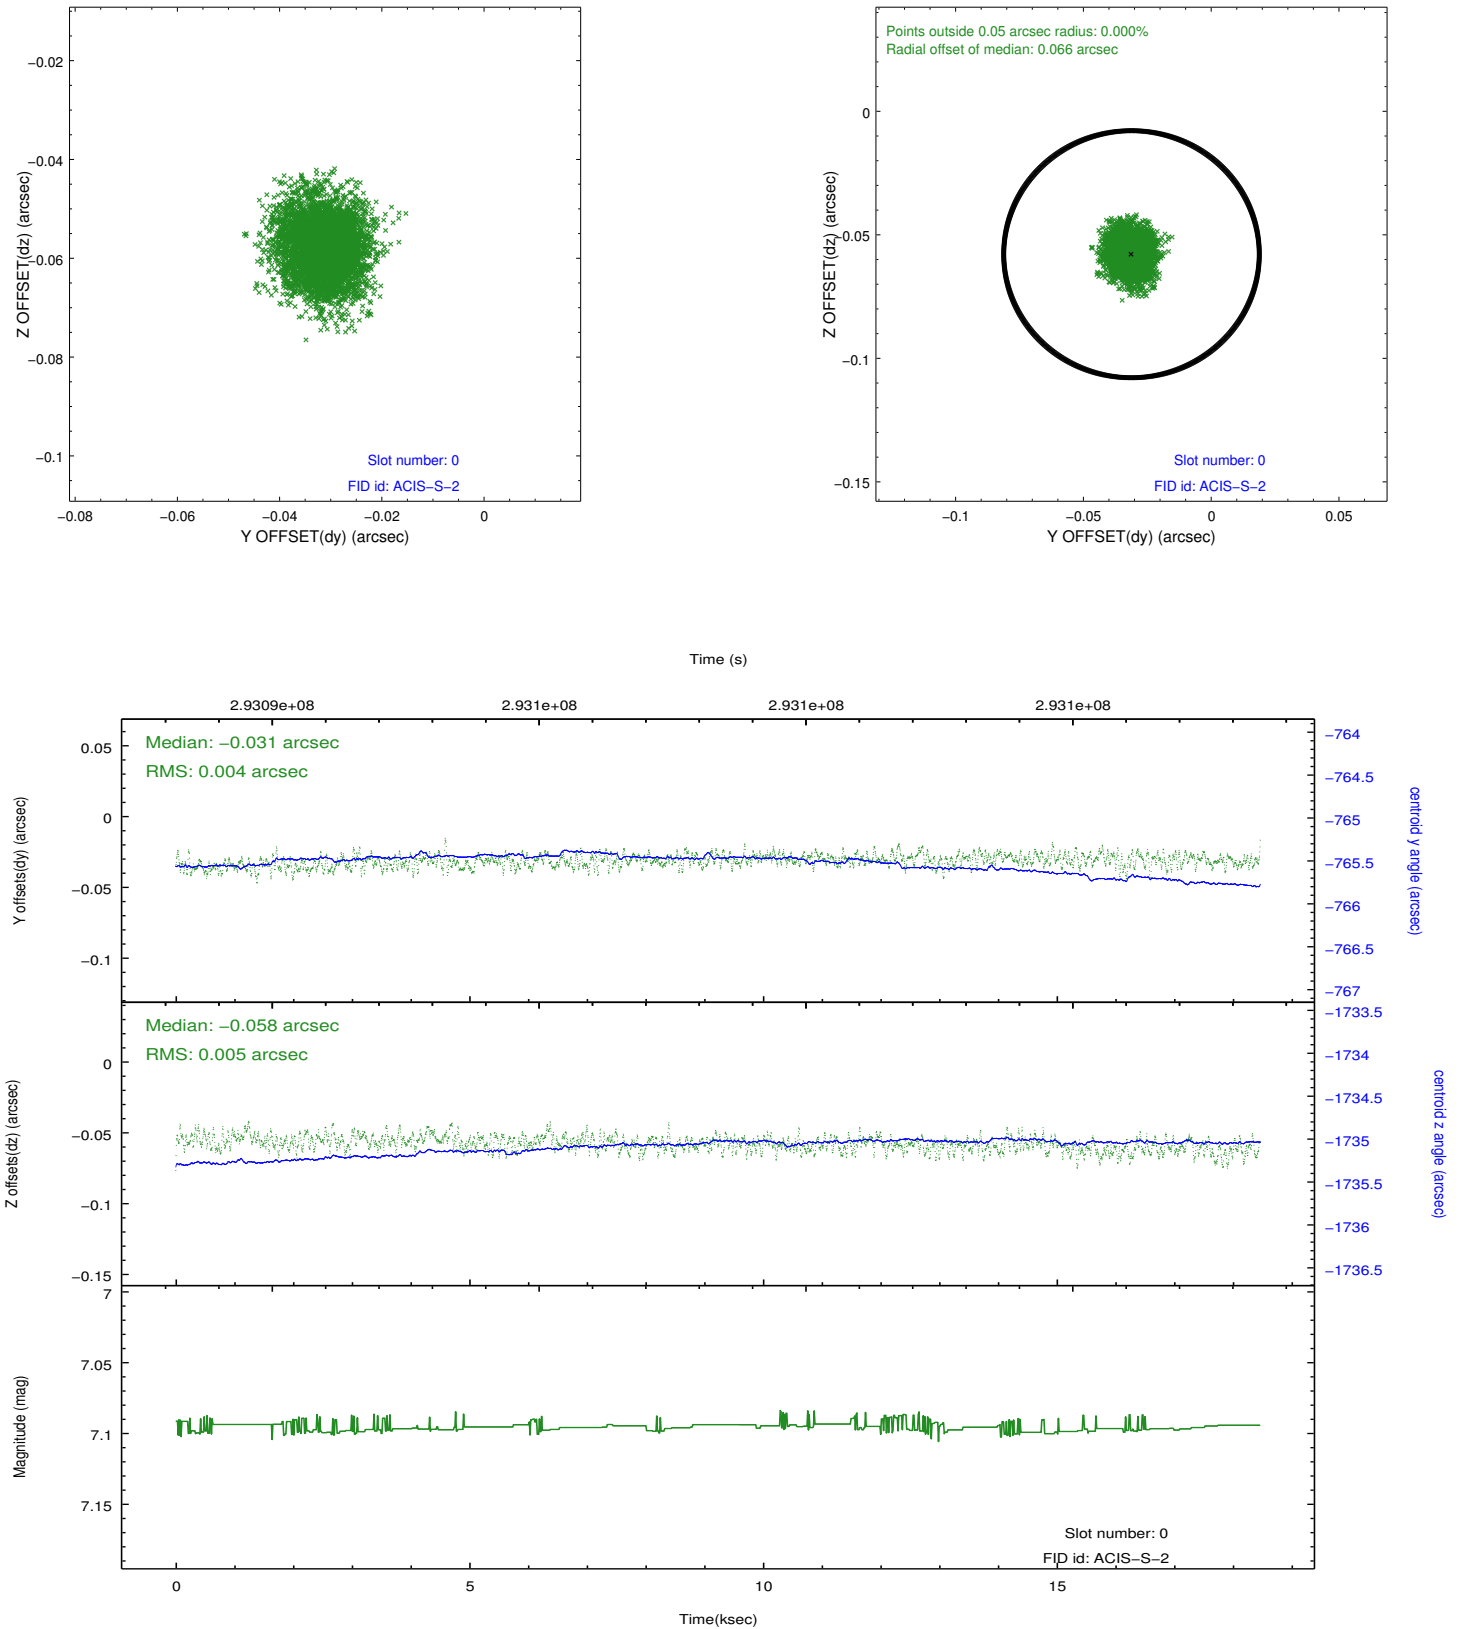 −0.02
−0.04
−0.06
−0.08
−0.1
Z OFFSET(dz) (arcsec)
Slot number: 0
FID id: ACIS−S−2
−0.08
−0.06
−0.04
−0.02
0
Y OFFSET(dy) (arcsec)
Points outside 0.05 arcsec radius: 0.000%
Radial offset of median: 0.066 arcsec
0
−0.05
−0.1
−0.15
Z OFFSET(dz) (arcsec)
Slot number: 0
FID id: ACIS−S−2
−0.1
−0.05
0
0.05
Y OFFSET(dy) (arcsec)
Time (s)
2.9309e+08
2.931e+08
2.931e+08
2.931e+08
Median: −0.031 arcsec
RMS: 0.004 arcsec
0.05
0
−0.05
−0.1
Y offsets(dy) (arcsec)
−764
−764.5
−765
−765.5
−766
−766.5
−767
centroid y angle (arcsec)
Median: −0.058 arcsec
RMS: 0.005 arcsec
0
−0.05
−0.1
−0.15
Z offsets(dz) (arcsec)
−1733.5
−1734
−1734.5
−1735
−1735.5
−1736
−1736.5
centroid z angle (arcsec)
7
7.05
7.1
7.15
Magnitude (mag)
Slot number: 0
FID id: ACIS−S−2
0
5
10
15
Time(ksec)